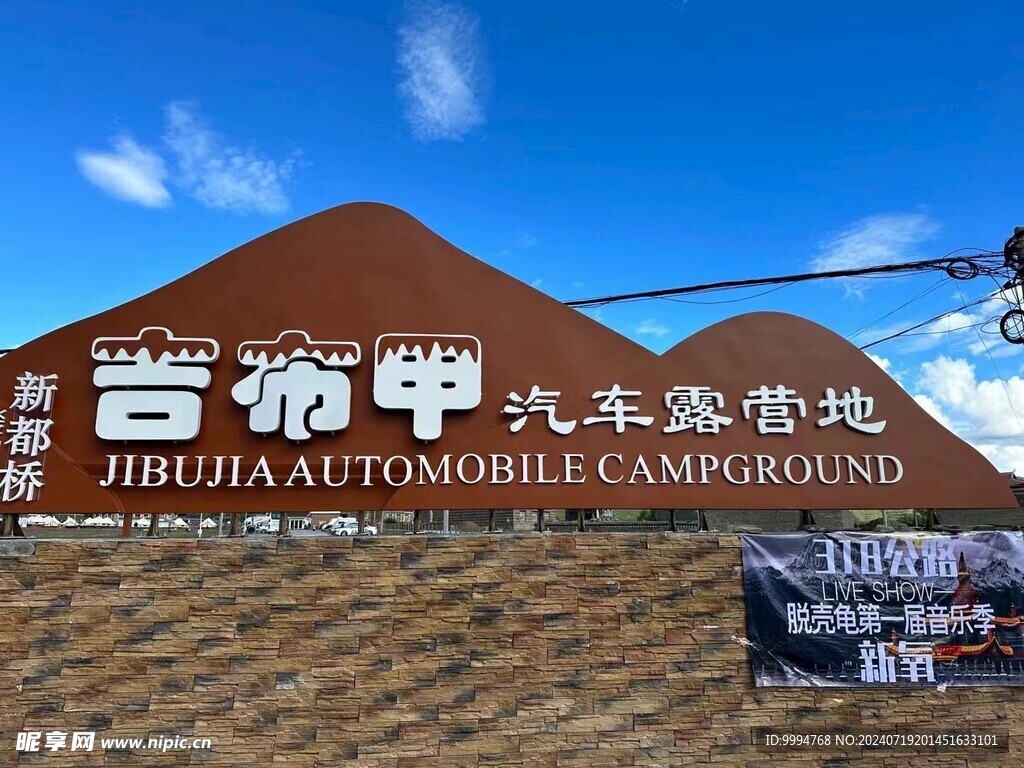 吉布甲 汽车露营地
新都桥
JIBUJIA AUTOMOBILE CAMPGROUND
318公路
LIVE SHOW
脱壳龟第一届音乐季
新氧
昵享网 www.nipic.cn
ID:9994768 NO:20240719201451633101